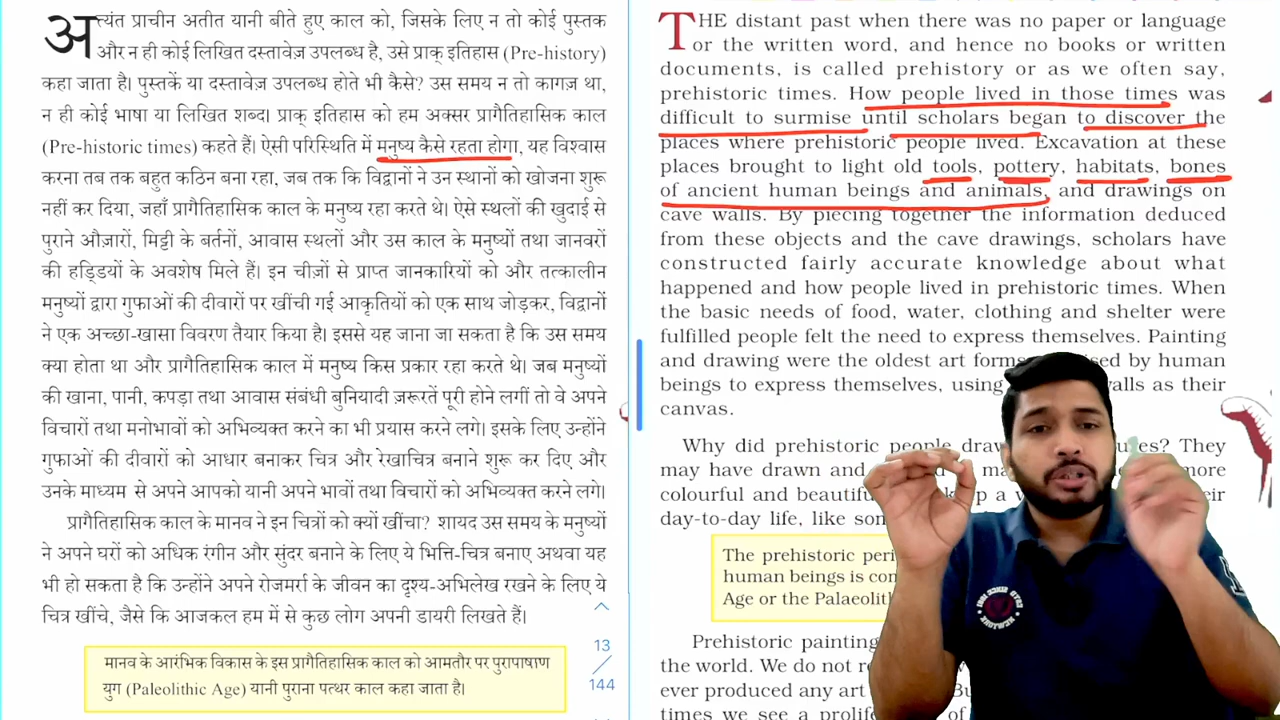 अत्यंत प्राचीन अतीत यानी बीते हुए काल को, जिसके लिए न तो कोई पुस्तक
और न ही कोई लिखित दस्तावेज़ उपलब्ध है, उसे प्राक् इतिहास (Pre-history)
कहा जाता है। पुस्तकें या दस्तावेज़ उपलब्ध होते भी कैसे? उस समय न तो कागज़ था,
न ही कोई भाषा या लिखित शब्द। प्राक् इतिहास को हम अक्सर प्रागैतिहासिक काल
(Pre-historic times) कहते हैं। ऐसी परिस्थिति में मनुष्य कैसे रहता होगा, यह विश्वास
करना तब तक बहुत कठिन बना रहा, जब तक कि विद्वानों ने उन स्थानों को खोजना शुरू
नहीं कर दिया, जहाँ प्रागैतिहासिक काल के मनुष्य रहा करते थे। ऐसे स्थलों की खुदाई से
पुराने औज़ारों, मिट्टी के बर्तनों, आवास स्थलों और उस काल के मनुष्यों तथा जानवरों
की हड्डियों के अवशेष मिले हैं। इन चीज़ों से प्राप्त जानकारियों को और तत्कालीन
मनुष्यों द्वारा गुफाओं की दीवारों पर खींची गई आकृतियों को एक साथ जोड़कर, विद्वानों
ने एक अच्छा-खासा विवरण तैयार किया है। इससे यह जाना जा सकता है कि उस समय
क्या होता था और प्रागैतिहासिक काल में मनुष्य किस प्रकार रहा करते थे। जब मनुष्यों
की खाना, पानी, कपड़ा तथा आवास संबंधी बुनियादी ज़रूरतें पूरी होने लगीं तो वे अपने
विचारों तथा मनोभावों को अभिव्यक्त करने का भी प्रयास करने लगे। इसके लिए उन्होंने
गुफाओं की दीवारों को आधार बनाकर चित्र और रेखाचित्र बनाने शुरू कर दिए और
उनके माध्यम से अपने आपको यानी अपने भावों तथा विचारों को अभिव्यक्त करने लगे।
प्रागैतिहासिक काल के मानव ने इन चित्रों को क्यों खींचा? शायद उस समय के मनुष्यों
ने अपने घरों को अधिक रंगीन और सुंदर बनाने के लिए ये भित्ति-चित्र बनाए अथवा यह
भी हो सकता है कि उन्होंने अपने रोजमर्रा के जीवन का दृश्य-अभिलेख रखने के लिए ये
चित्र खींचे, जैसे कि आजकल हम में से कुछ लोग अपनी डायरी लिखते हैं।
मानव के आरंभिक विकास के इस प्रागैतिहासिक काल को आमतौर पर पुरापाषाण
युग (Paleolithic Age) यानी पुराना पत्थर काल कहा जाता है।
13
144
THE distant past when there was no paper or language
or the written word, and hence no books or written
documents, is called prehistory or as we often say,
prehistoric times. How people lived in those times was
difficult to surmise until scholars began to discover the
places where prehistoric people lived. Excavation at these
places brought to light old tools, pottery, habitats, bones
of ancient human beings and animals, and drawings on
cave walls. By piecing together the information deduced
from these objects and the cave drawings, scholars have
constructed fairly accurate knowledge about what
happened and how people lived in prehistoric times. When
the basic needs of food, water, clothing and shelter were
fulfilled people felt the need to express themselves. Painting
and drawing were the oldest art forms by human
beings to express themselves, using walls as their
canvas.
Why did prehistoric people They
may have drawn and more
colourful and beautiful
day-to-day life, like
The prehistoric
human beings is
Age or the
Prehistoric
the world. We do not
ever produced any art
times we see a of